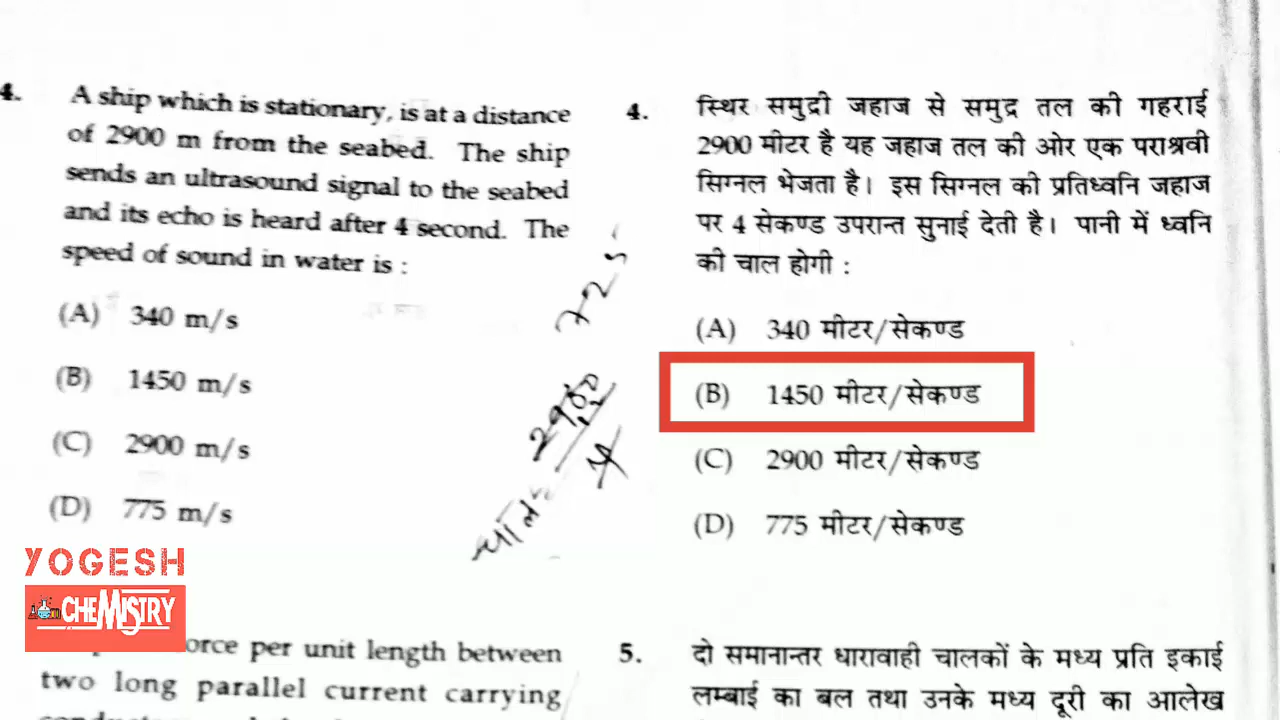 4. A ship which is stationary, is at a distance
of 2900 m from the seabed. The ship
sends an ultrasound signal to the seabed
and its echo is heard after 4 second. The
speed of sound in water is :
(A) 340 m/s
(B) 1450 m/s
(C) 2900 m/s
(D) 775 m/s
YOGESH
CHEMISTRY
orce per unit length between
two long parallel current carrying
725
2900
4
चाल=
4. स्थिर समुद्री जहाज से समुद्र तल की गहराई
2900 मीटर है यह जहाज तल की ओर एक पराश्रवी
सिग्नल भेजता है। इस सिग्नल की प्रतिध्वनि जहाज
पर 4 सेकण्ड उपरान्त सुनाई देती है। पानी में ध्वनि
की चाल होगी :
(A) 340 मीटर/सेकण्ड
(B) 1450 मीटर/सेकण्ड
(C) 2900 मीटर/सेकण्ड
(D) 775 मीटर/सेकण्ड
5. दो समानान्तर धारावाही चालकों के मध्य प्रति इकाई
लम्बाई का बल तथा उनके मध्य दूरी का आलेख